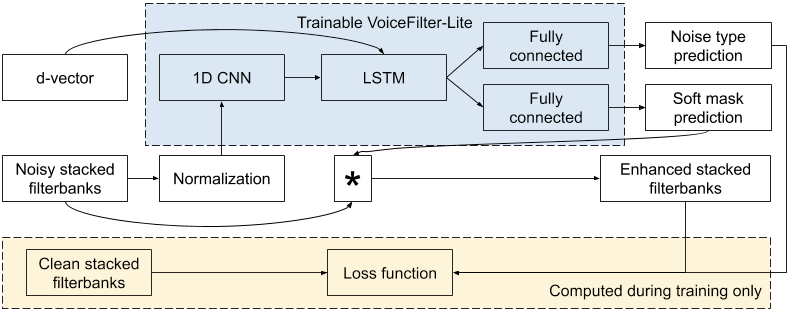 Trainable VoiceFilter-Lite
d-vector
1D CNN
LSTM
Fully
connected
Noise type
prediction
Fully
connected
Soft mask
prediction
Noisy stacked
filterbanks
Normalization
*
Enhanced stacked
filterbanks
Clean stacked
filterbanks
Loss function
Computed during training only